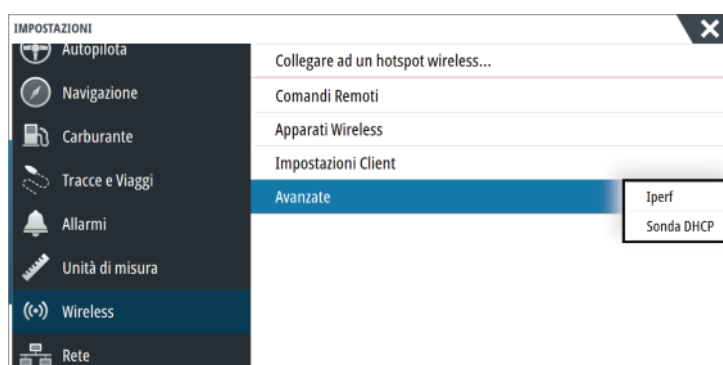 IMPOSTAZIONI
Autopilota
Navigazione
Carburante
Tracce e Viaggi
Allarmi
Unità di misura
Wireless
Rete
Collegare ad un hotspot wireless...
Comandi Remoti
Apparati Wireless
Impostazioni Client
Avanzate
Iperf
Sonda DHCP